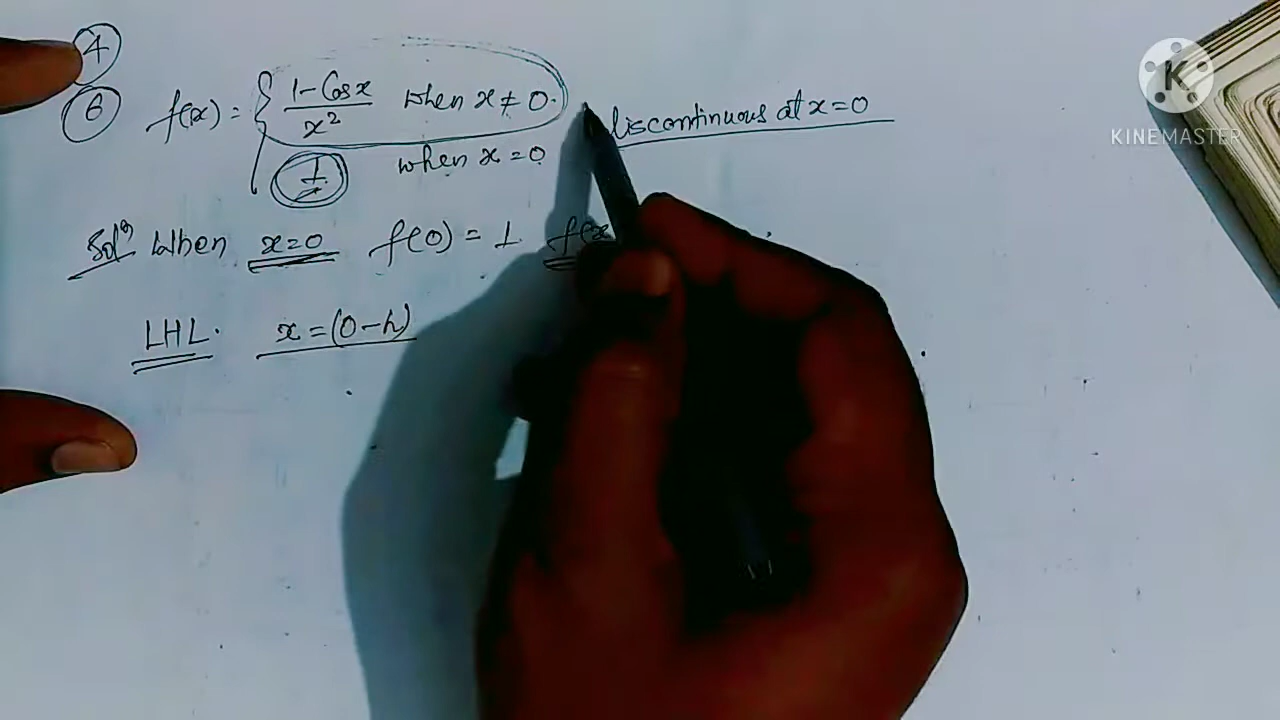 4
6 f(x) = { 1-Cosx / x² when x ≠ 0. discontinuous at x=0
1 when x = 0
Solⁿ When x=0 f(0) = 1 f(x
LHL. x = (0-h)
K
KINEMASTER